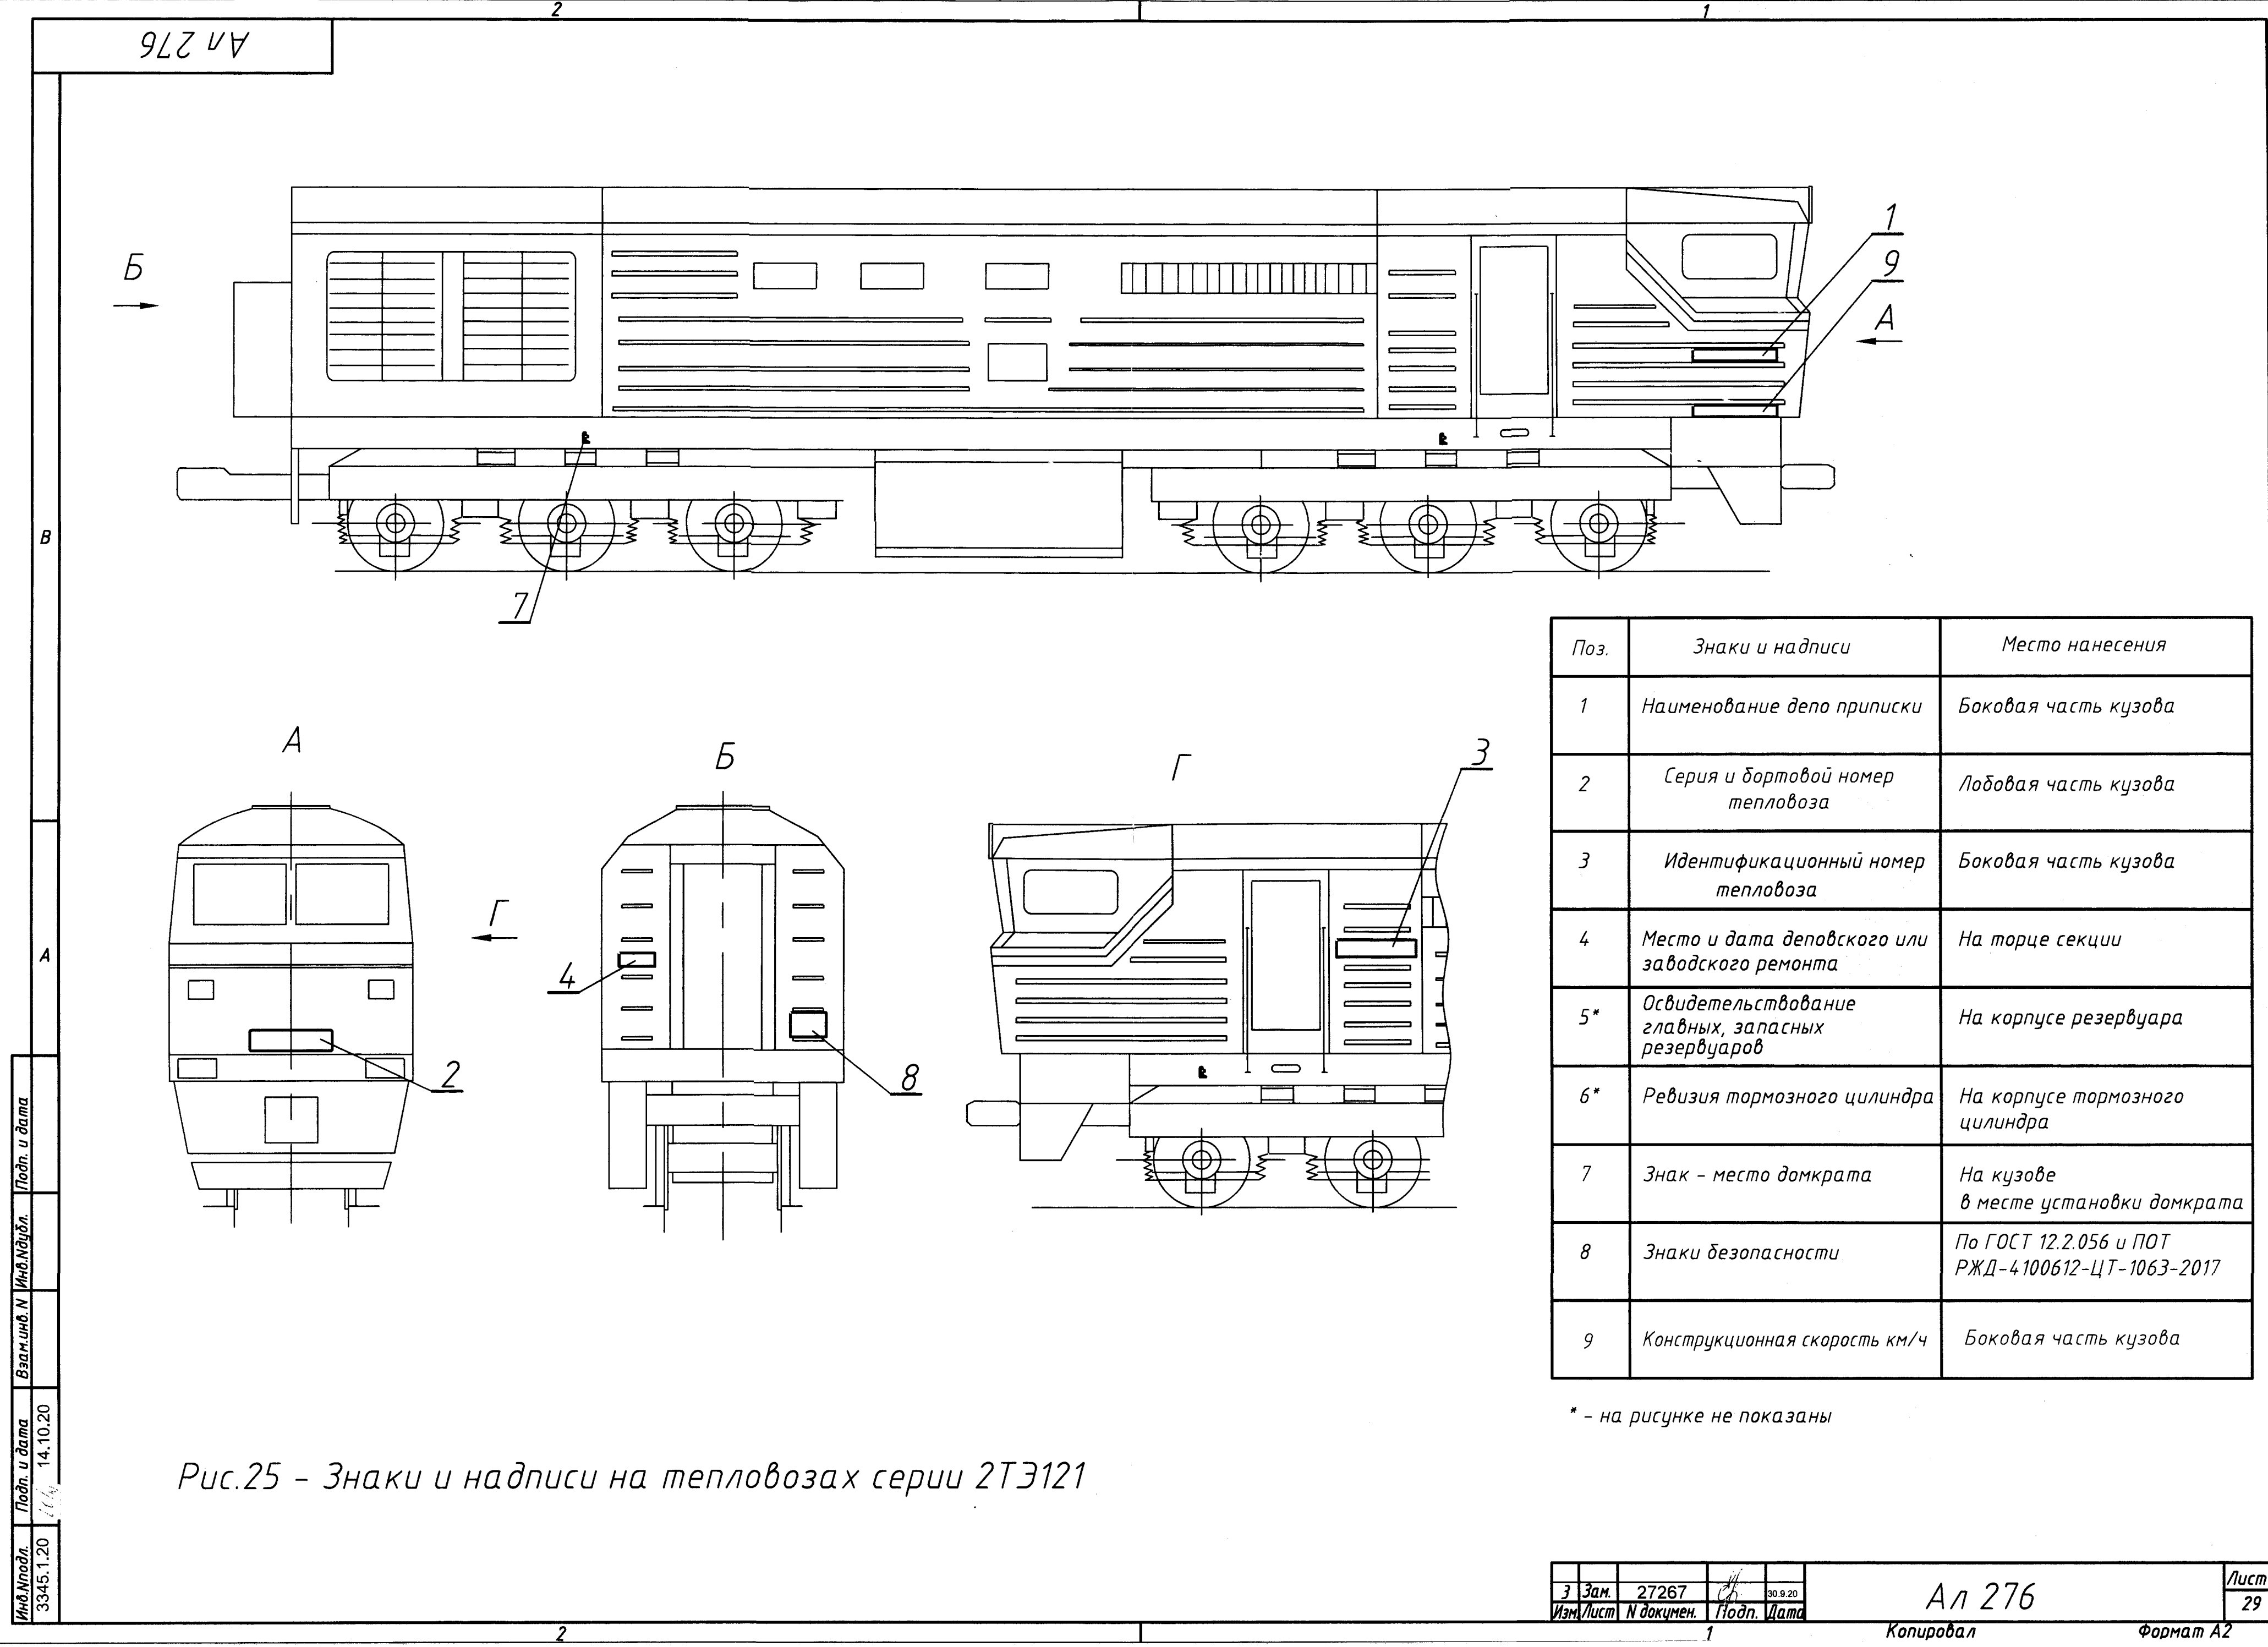 2
1
Ал 276
Б
1
9
А
7
В
А
Б
Г
3
Г
4
2
8
А
Поз.
Знаки и надписи
Место нанесения
1
Наименование депо приписки
Боковая часть кузова
2
Серия и бортовой номер
тепловоза
Лобовая часть кузова
3
Идентификационный номер
тепловоза
Боковая часть кузова
4
Место и дата деповского или
заводского ремонта
На торце секции
5*
Освидетельствование
главных, запасных
резервуаров
На корпусе резервуара
6*
Ревизия тормозного цилиндра
На корпусе тормозного
цилиндра
7
Знак - место домкрата
На кузове
в месте установки домкрата
8
Знаки безопасности
По ГОСТ 12.2.056 и ПОТ
РЖД-4100612-ЦТ-1063-2017
9
Конструкционная скорость км/ч
Боковая часть кузова
* - на рисунке не показаны
Рис.25 - Знаки и надписи на тепловозах серии 2ТЭ121
Подп. и дата
Инв.Nдубл.
Взам.инв.N
Подп. и дата
14.10.20
Инв.Nподл.
3345.1.20
3
Зам.
27267
30.9.20
Изм.
Лист
N докумен.
Подп.
Дата
Ал 276
Лист
29
2
1
Копировал
Формат А2